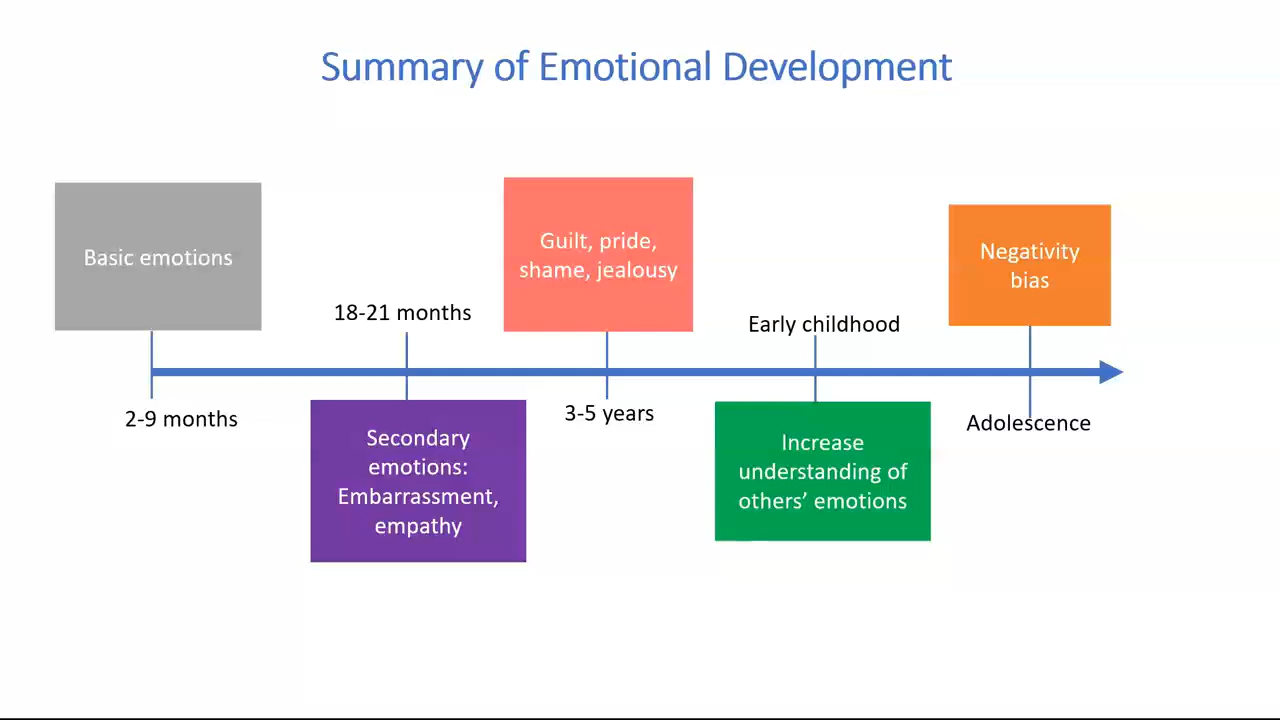 Summary of Emotional Development
Basic emotions
2-9 months
18-21 months
Secondary
emotions:
Embarrassment,
empathy
Guilt, pride,
shame, jealousy
3-5 years
Early childhood
Increase
understanding of
others’ emotions
Negativity
bias
Adolescence